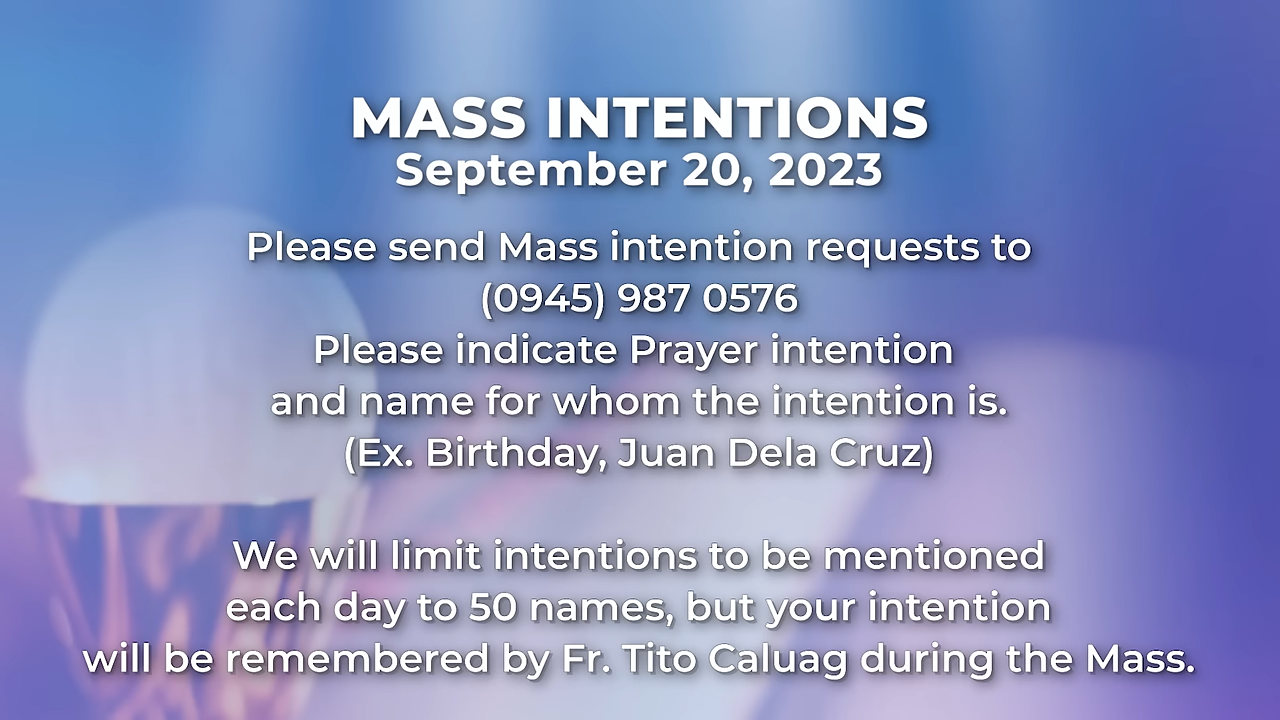 MASS INTENTIONS
September 20, 2023
Please send Mass intention requests to
(0945) 987 0576
Please indicate Prayer intention
and name for whom the intention is.
(Ex. Birthday, Juan Dela Cruz)
We will limit intentions to be mentioned
each day to 50 names, but your intention
will be remembered by Fr. Tito Caluag during the Mass.